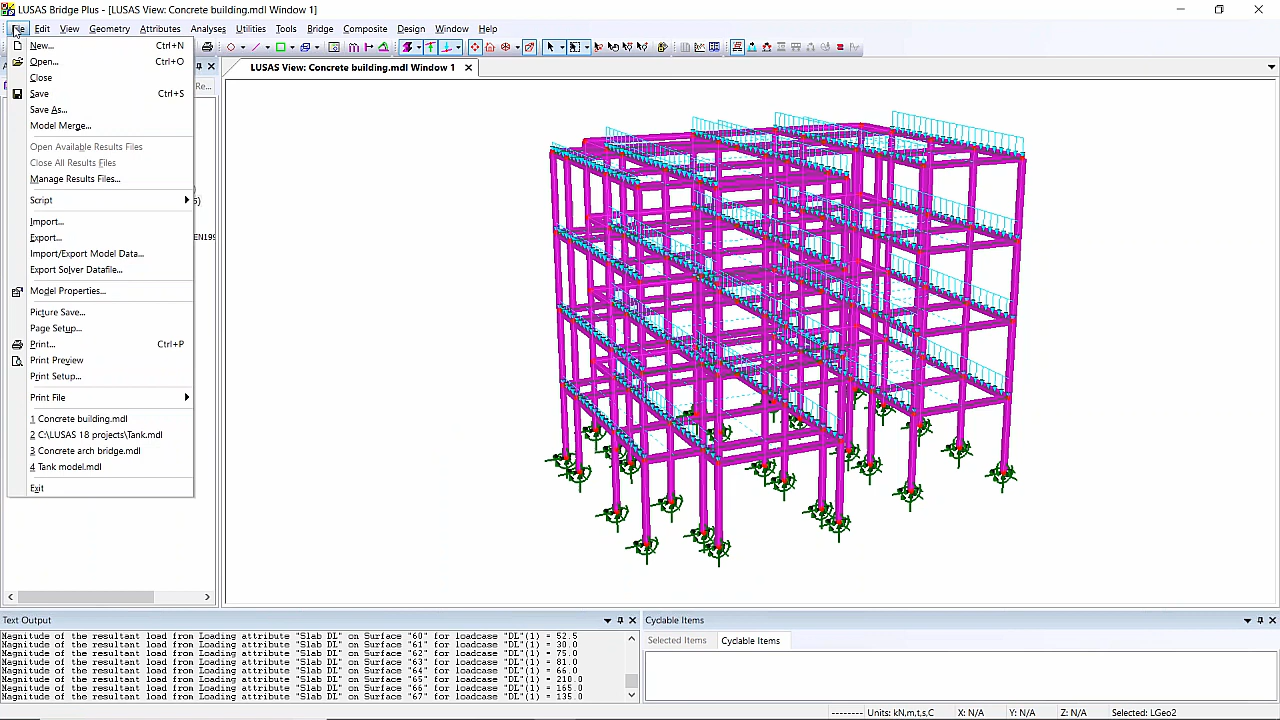 LUSAS Bridge Plus - [LUSAS View: Concrete building.mdl Window 1]
File Edit View Geometry Attributes Analyses Utilities Tools Bridge Composite Design Window Help
New... Ctrl+N
Open... Ctrl+O
Close
Save Ctrl+S
Save As...
Model Merge...
Open Available Results Files
Close All Results Files
Manage Results Files...
Script
Import...
Export...
Import/Export Model Data...
Export Solver Datafile...
Model Properties...
Picture Save...
Page Setup...
Print... Ctrl+P
Print Preview
Print Setup...
Print File
1 Concrete building.mdl
2 C:\LUSAS 18 projects\Tank.mdl
3 Concrete arch bridge.mdl
4 Tank model.mdl
Exit
Re...
EN199
LUSAS View: Concrete building.mdl Window 1
Text Output
Magnitude of the resultant load from Loading attribute "Slab DL" on Surface "60" for loadcase "DL"(1) = 52.5
Magnitude of the resultant load from Loading attribute "Slab DL" on Surface "61" for loadcase "DL"(1) = 30.0
Magnitude of the resultant load from Loading attribute "Slab DL" on Surface "62" for loadcase "DL"(1) = 75.0
Magnitude of the resultant load from Loading attribute "Slab DL" on Surface "63" for loadcase "DL"(1) = 81.0
Magnitude of the resultant load from Loading attribute "Slab DL" on Surface "64" for loadcase "DL"(1) = 66.0
Magnitude of the resultant load from Loading attribute "Slab DL" on Surface "65" for loadcase "DL"(1) = 210.0
Magnitude of the resultant load from Loading attribute "Slab DL" on Surface "66" for loadcase "DL"(1) = 165.0
Magnitude of the resultant load from Loading attribute "Slab DL" on Surface "67" for loadcase "DL"(1) = 135.0
Cyclable Items
Selected Items Cyclable Items
Units: kN,m,t,s,C X: N/A Y: N/A Z: N/A Selected: LGeo2